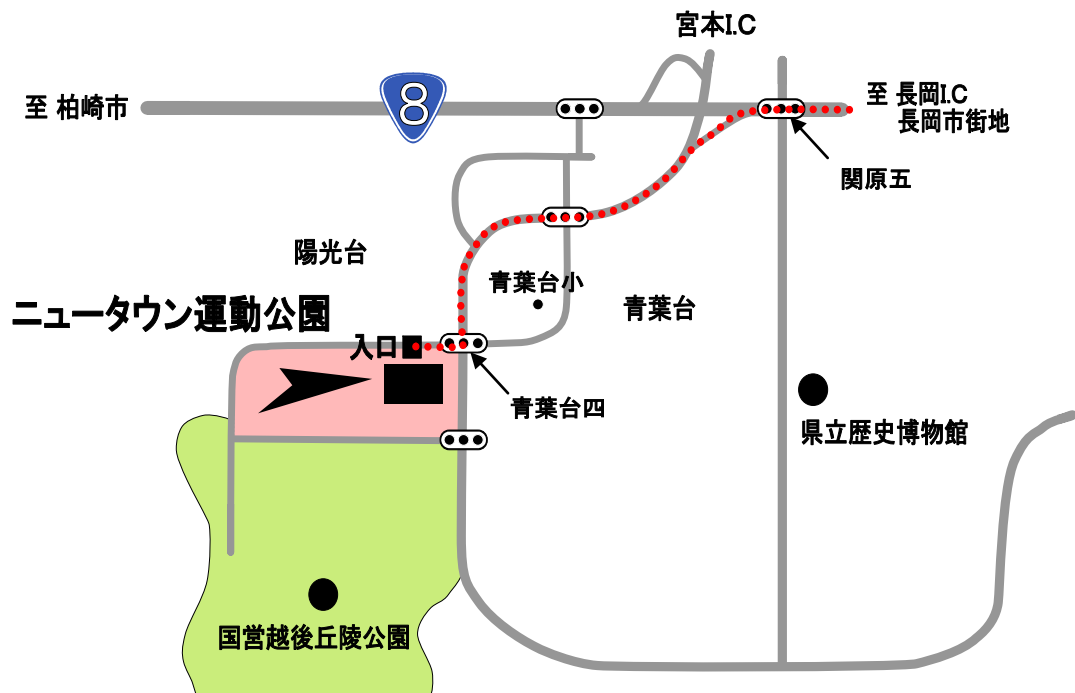 宮本I.C
至 柏崎市
8
至 長岡I.C
長岡市街地
関原五
陽光台
青葉台小
青葉台
ニュータウン運動公園
入口
青葉台四
県立歴史博物館
国営越後丘陵公園